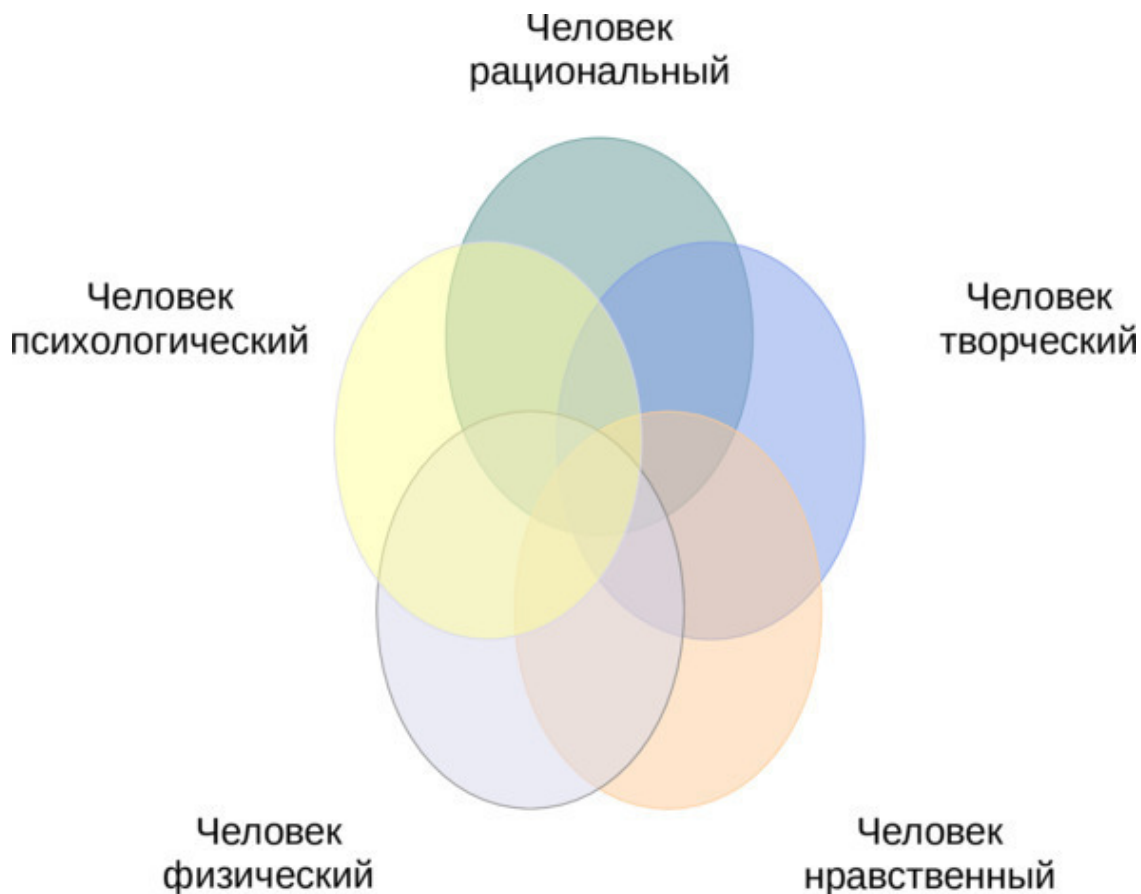 Человек
рациональный
Человек
психологический
Человек
творческий
Человек
физический
Человек
нравственный